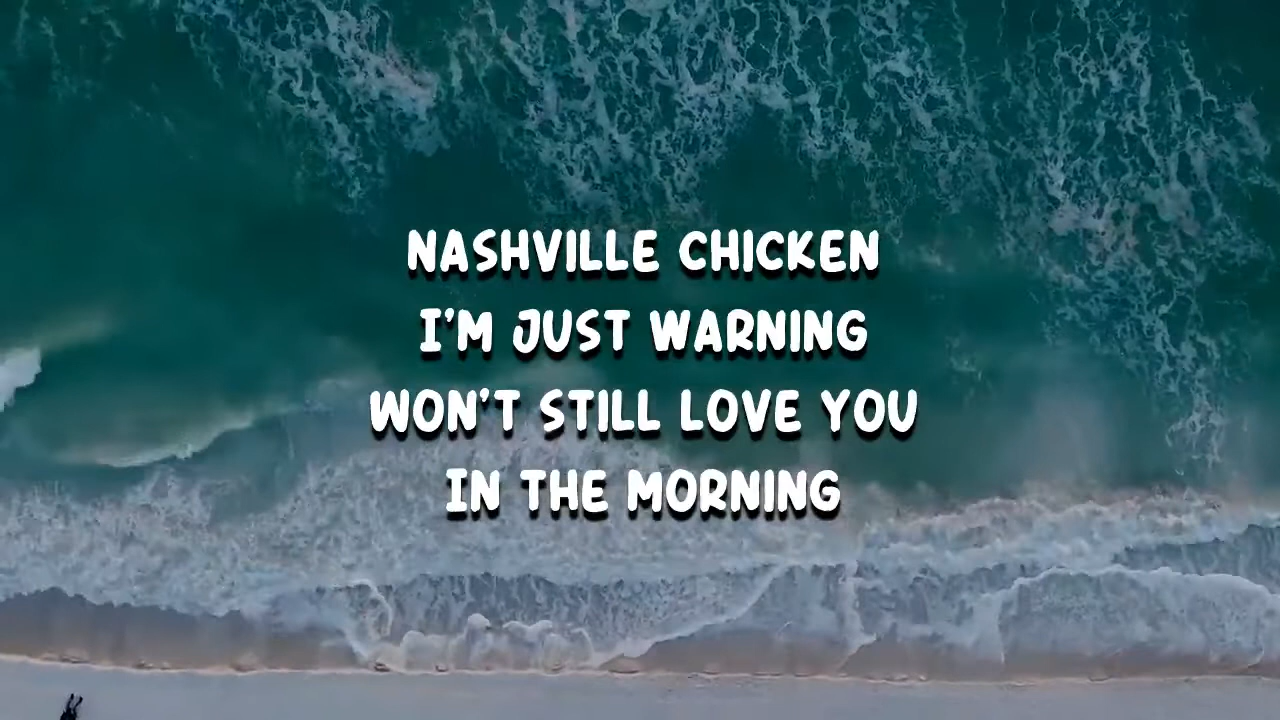 NASHVILLE CHICKEN
I'M JUST WARNING
WON'T STILL LOVE YOU
IN THE MORNING